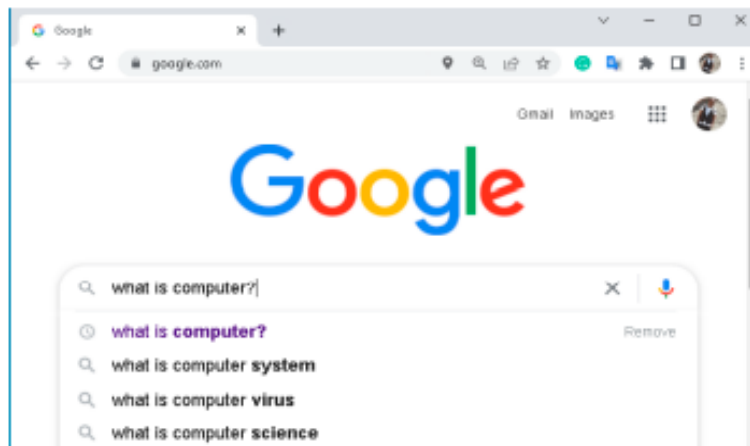 Google
google.com
Gmail Images
Google
what is computer?
what is computer? Remove
what is computer system
what is computer virus
what is computer science